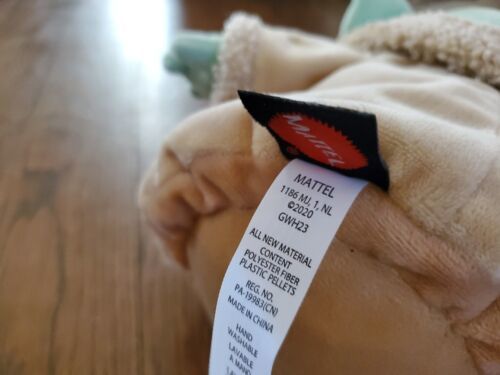 MATTEL
MATTEL
1186 MJ, 1, NL
©2020
GWH23
ALL NEW MATERIAL
CONTENT
POLYESTER FIBER
PLASTIC PELLETS
REG. NO.
PA-19983(CN)
MADE IN CHINA
HAND
WASHABLE
LAVABLE
A MANO